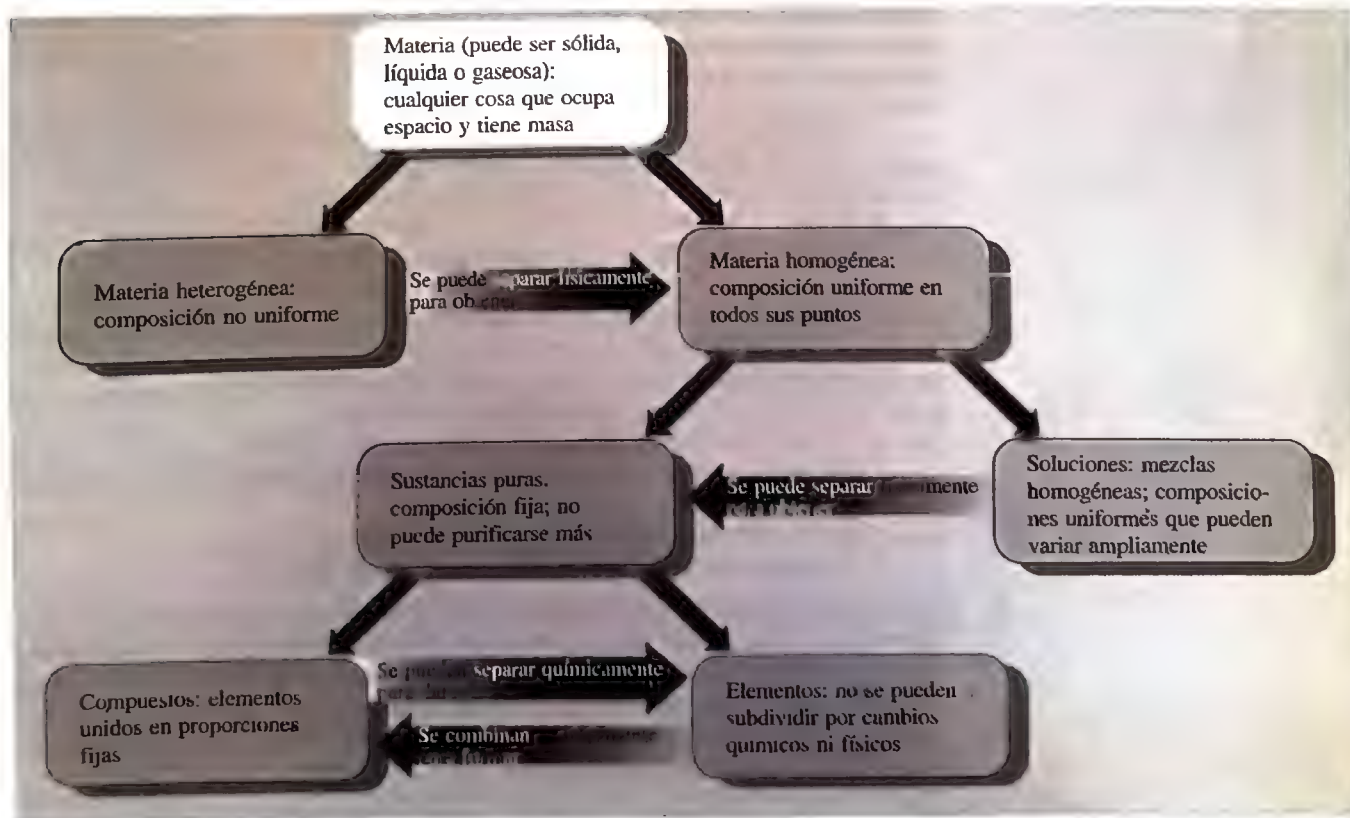 Materia (puede ser sólida,
líquida o gaseosa):
cualquier cosa que ocupa
espacio y tiene masa
Materia heterogénea:
composición no uniforme
Se puede separar físicamente
para
Materia homogénea:
composición uniforme en
todos sus puntos
Sustancias puras.
composición fija; no
puede purificarse más
Se puede separar
Soluciones: mezclas
homogéneas; composicio-
nes uniformes que pueden
variar ampliamente
Compuestos: elementos
unidos en proporciones
fijas
Se separar químicamente
para
Se combinan
Elementos: no se pueden
subdividir por cambios
químicos ni físicos